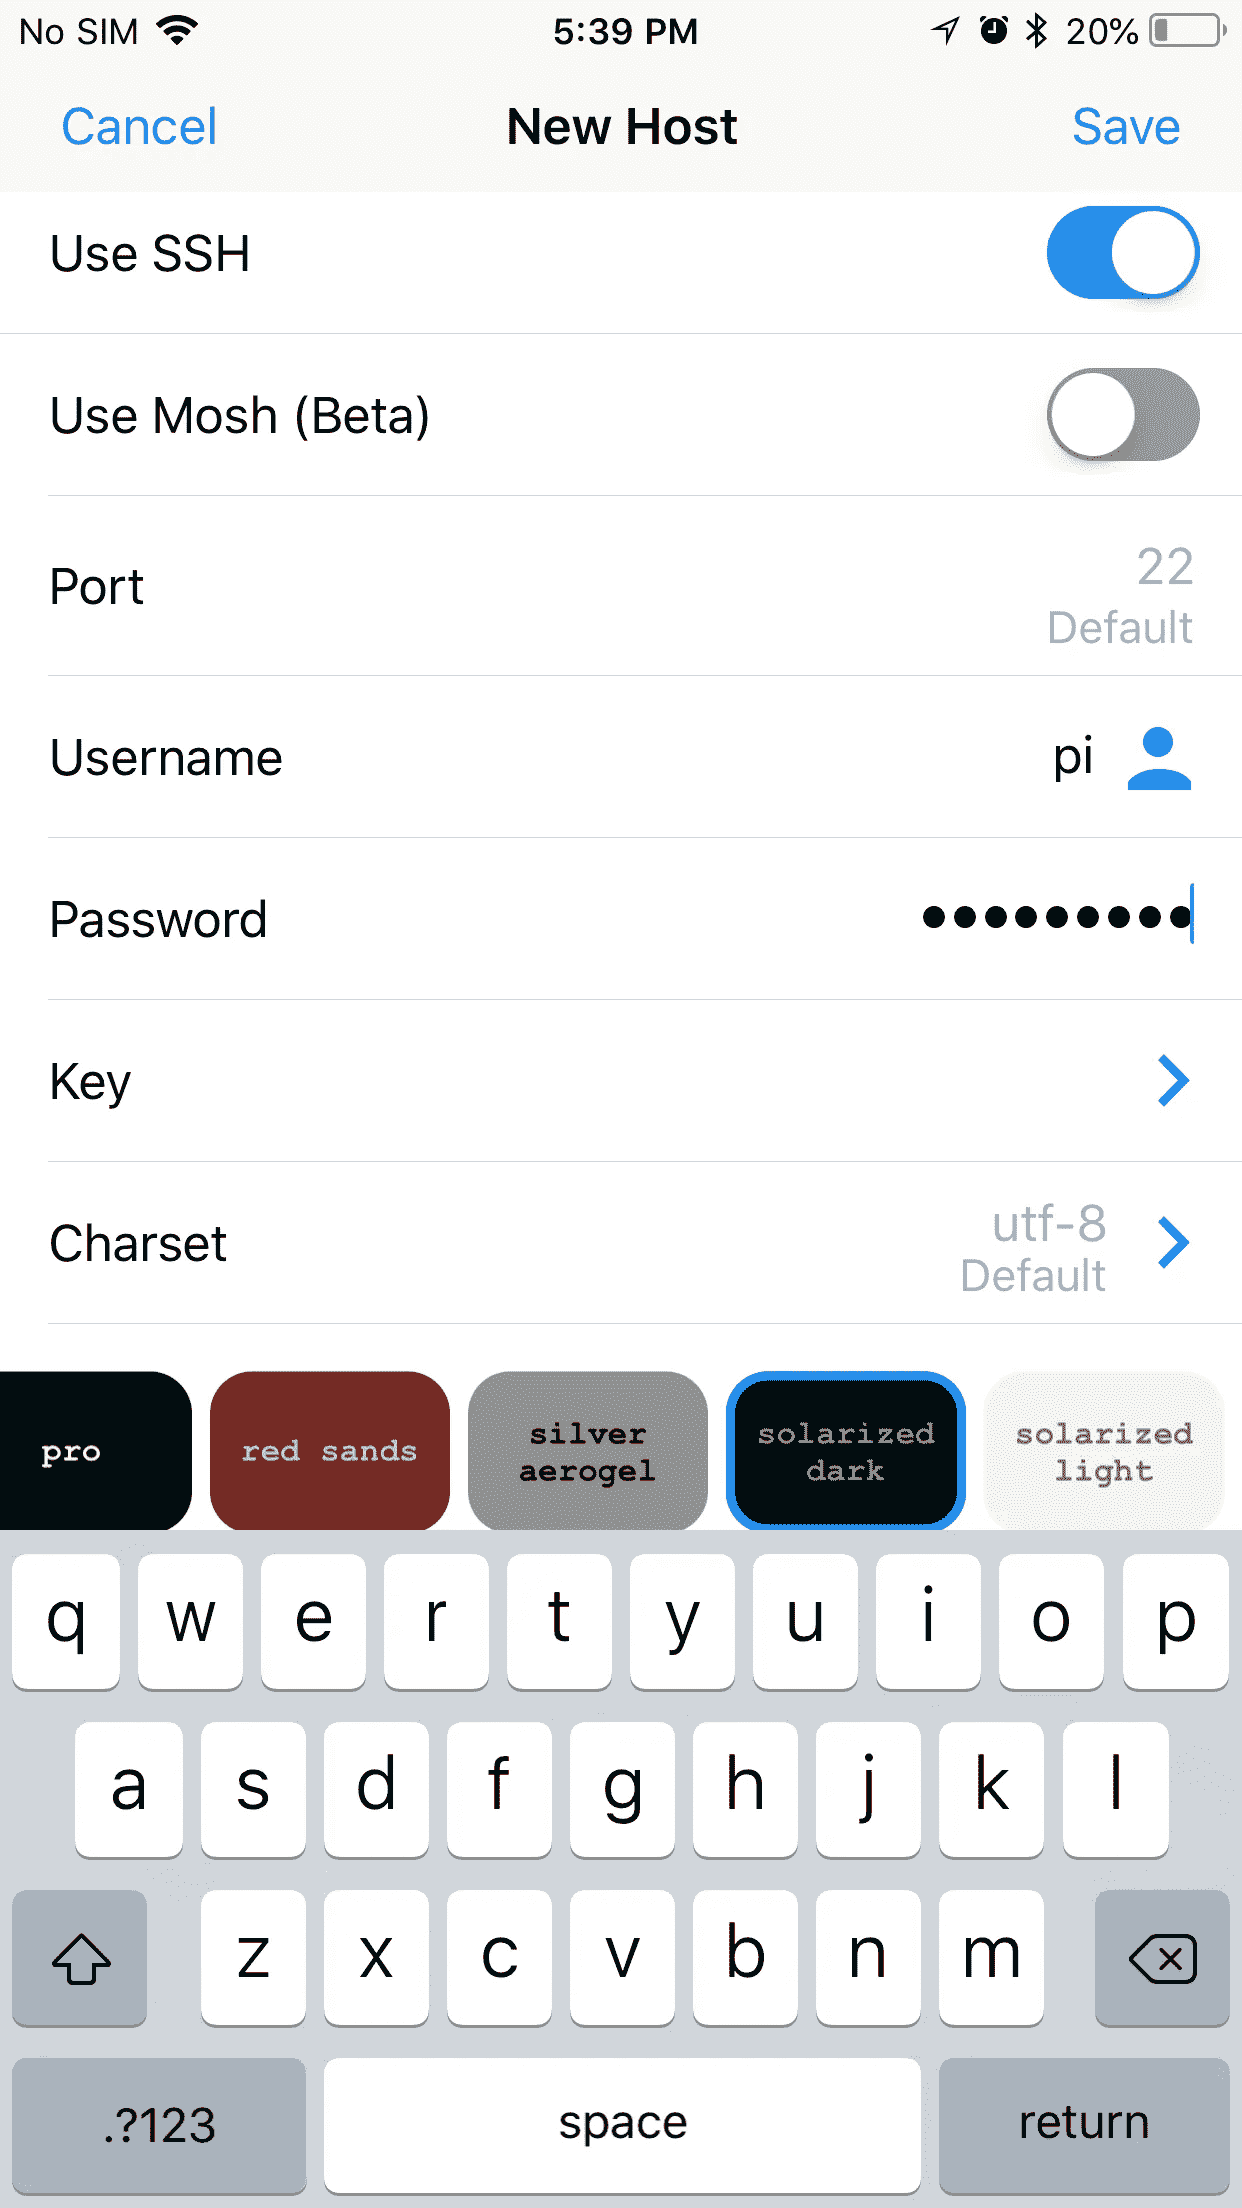 No SIM 5:39 PM 20%
Cancel New Host Save
Use SSH
Use Mosh (Beta)
Port 22
Default
Username pi
Password •••••••••
Key
Charset utf-8
Default
pro red sands silver aerogel solarized dark solarized light
q w e r t y u i o p
a s d f g h j k l
z x c v b n m
.?123 space return